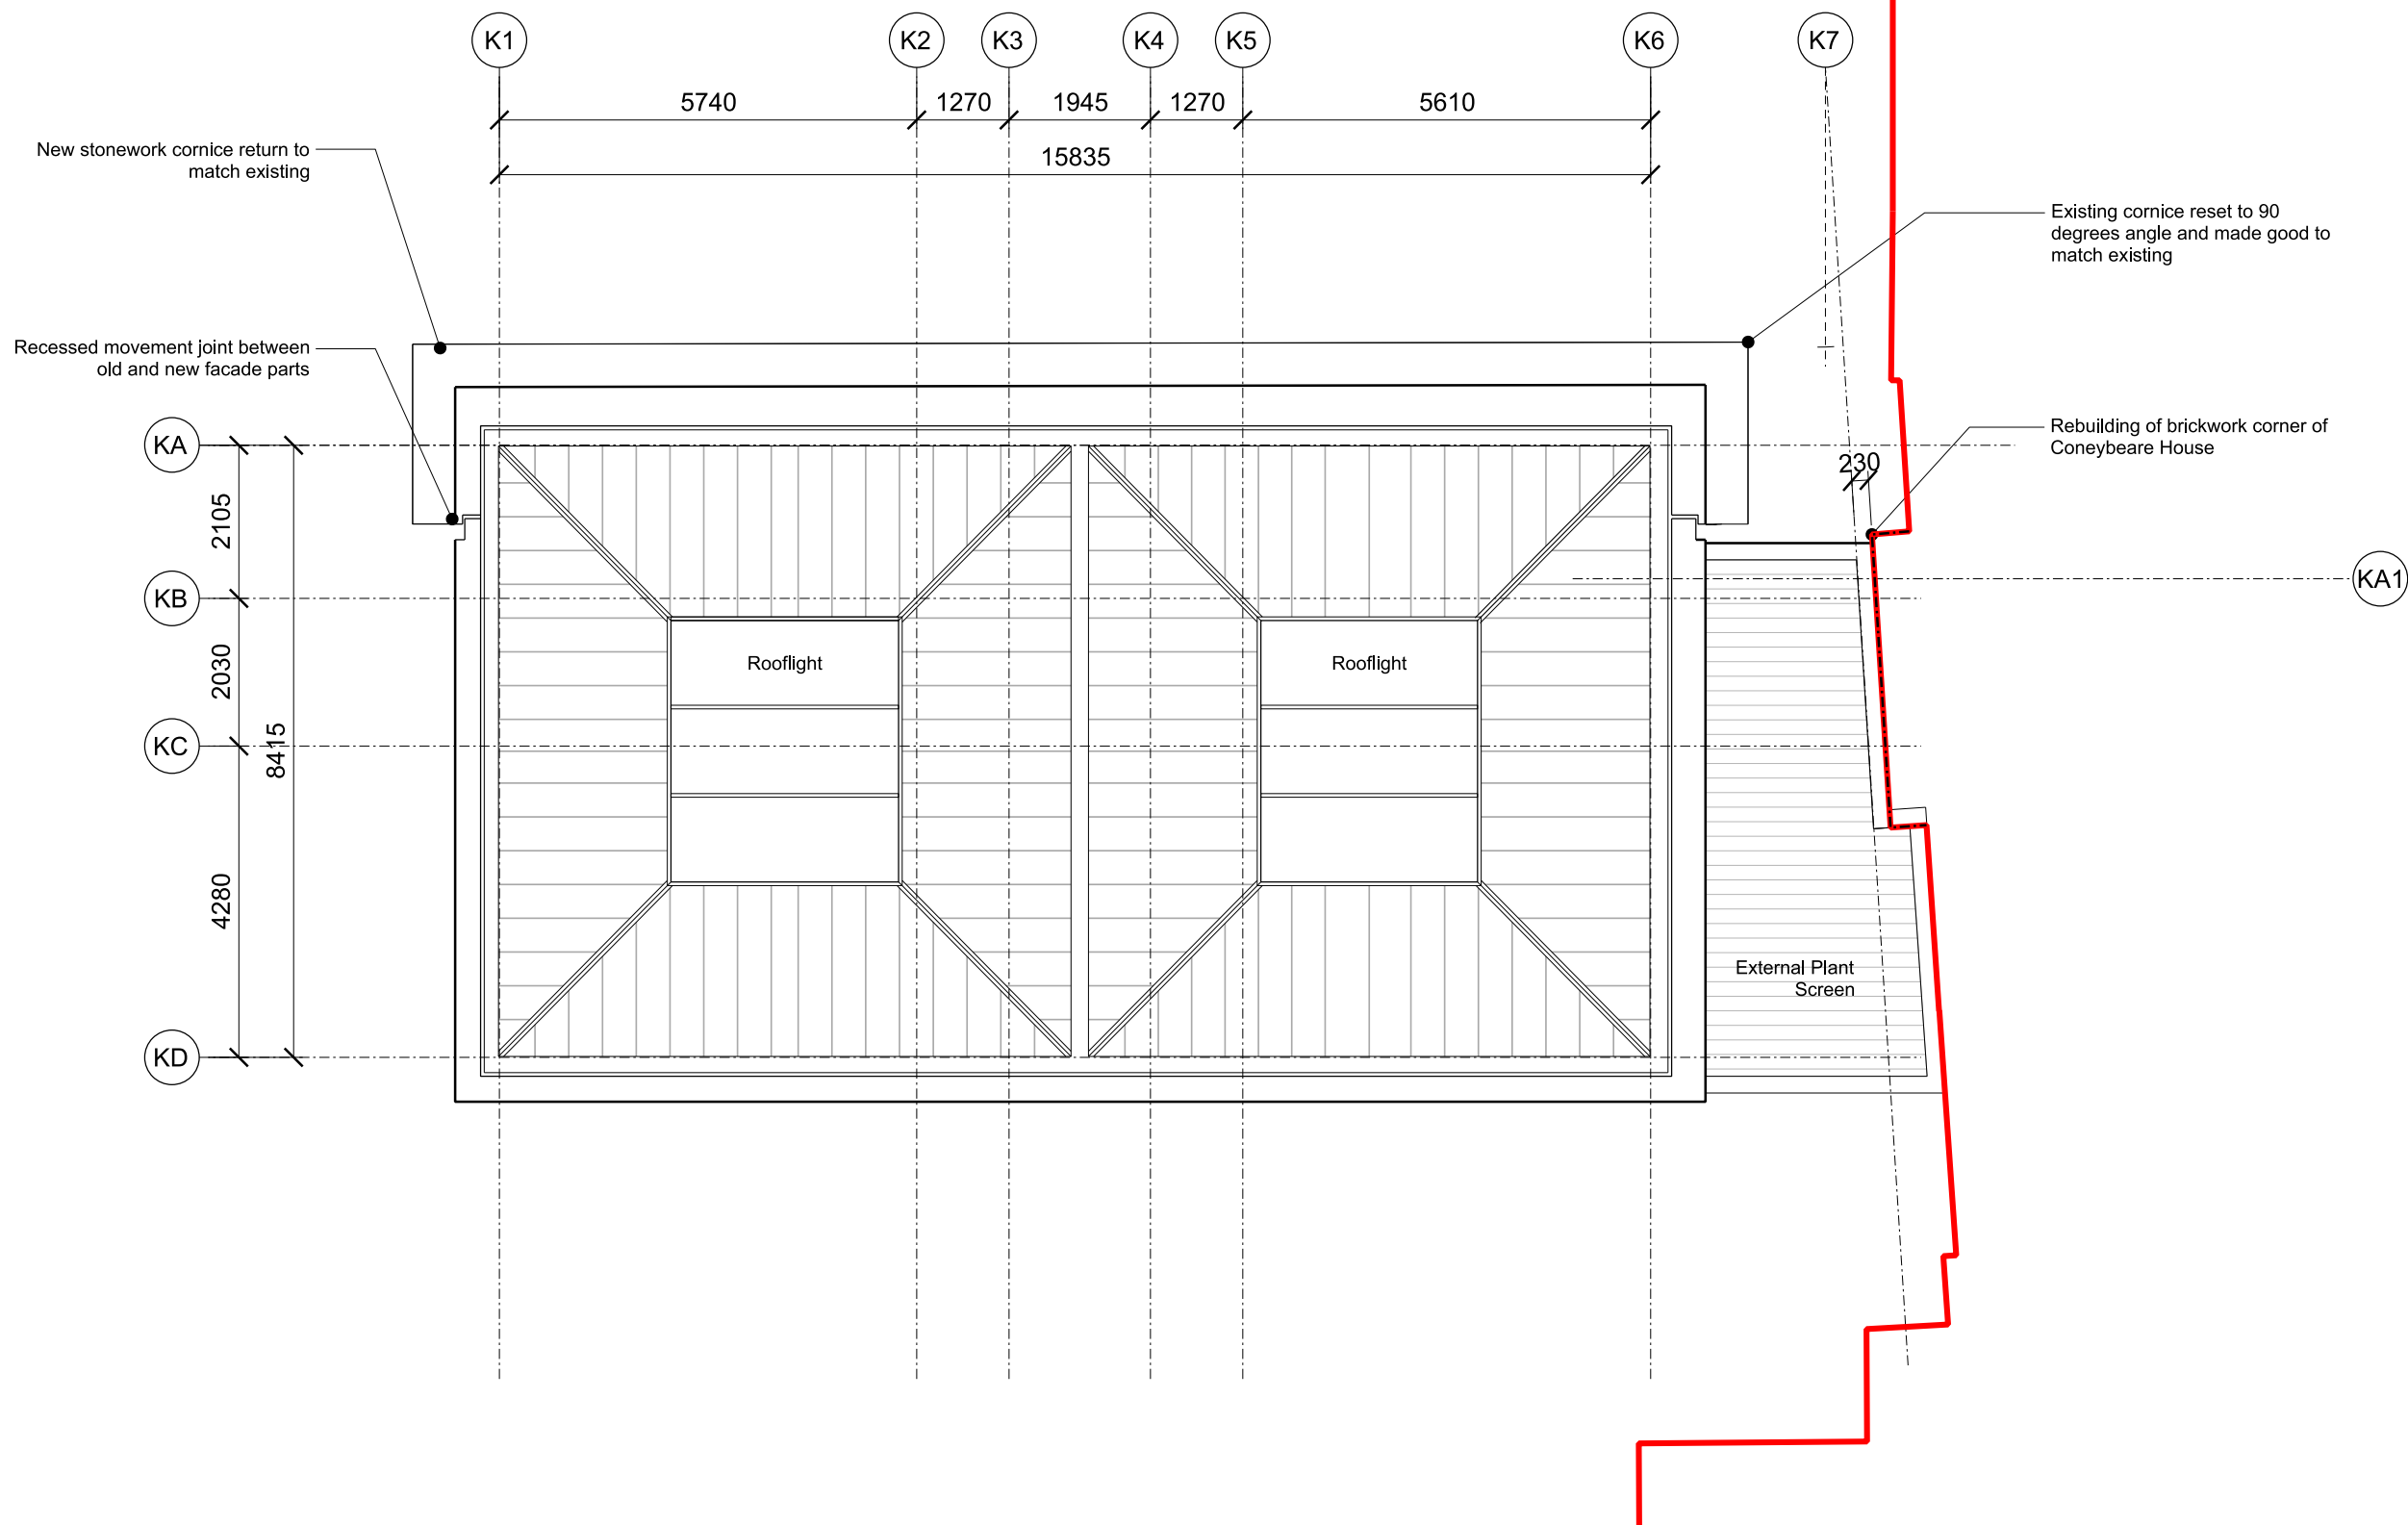 K1
K2
K3
K4
K5
K6
K7
5740
1270
1945
1270
5610
15835
New stonework cornice return to
match existing
Existing cornice reset to 90
degrees angle and made good to
match existing
Recessed movement joint between
old and new facade parts
Rebuilding of brickwork corner of
Coneybeare House
230
KA
KB
KC
KD
KA1
2105
2030
4280
8415
Rooflight
Rooflight
External Plant
Screen